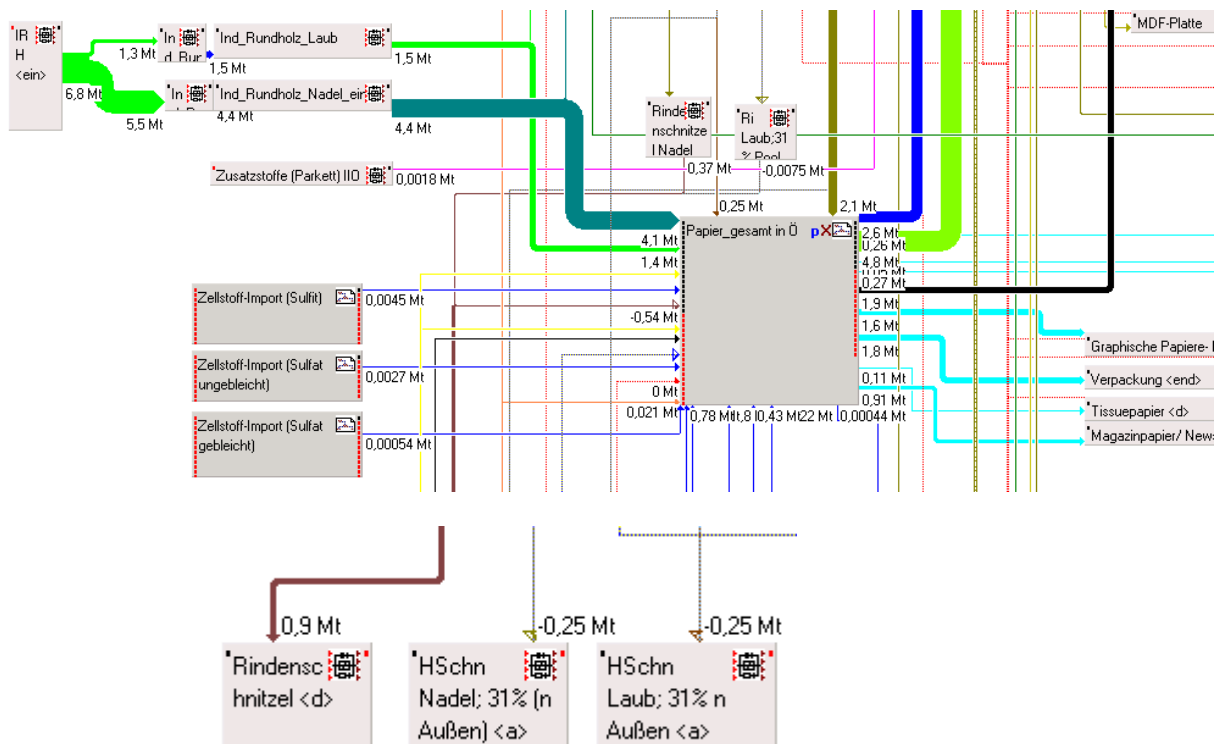 IR
H
<ein>
6,8 Mt
1,3 Mt
5,5 Mt
In
1,5 Mt
Ind_Rundholz_Laub
1,5 Mt
In
4,4 Mt
Ind_Rundholz_Nadel_ein
4,4 Mt
Zusatzstoffe (Parkett) IIO
0,0018 Mt
Rinde
nschnitze
l Nadel
0,37 Mt
Ri
Laub;31
-0,0075 Mt
MDF-Platte
0,25 Mt
2,1 Mt
Papier_gesamt in Ö
pX
4,1 Mt
1,4 Mt
-0,54 Mt
0 Mt
0,021 Mt
2,6 Mt
0,26 Mt
4,8 Mt
0,27 Mt
1,9 Mt
1,6 Mt
1,8 Mt
0,11 Mt
0,91 Mt
0,78 Mt
0,43 Mt
22 Mt
0,00044 Mt
Zellstoff-Import (Sulfit)
0,0045 Mt
Zellstoff-Import (Sulfat
ungebleicht)
0,0027 Mt
Zellstoff-Import (Sulfat
gebleicht)
0,00054 Mt
Graphische Papiere-
Verpackung <end>
Tissuepapier <d>
Magazinpapier/ News
0,9 Mt
-0,25 Mt
-0,25 Mt
Rindensc
hnitzel <d>
HSchn
Nadel; 31% (n
Außen) <a>
HSchn
Laub; 31% n
Außen <a>